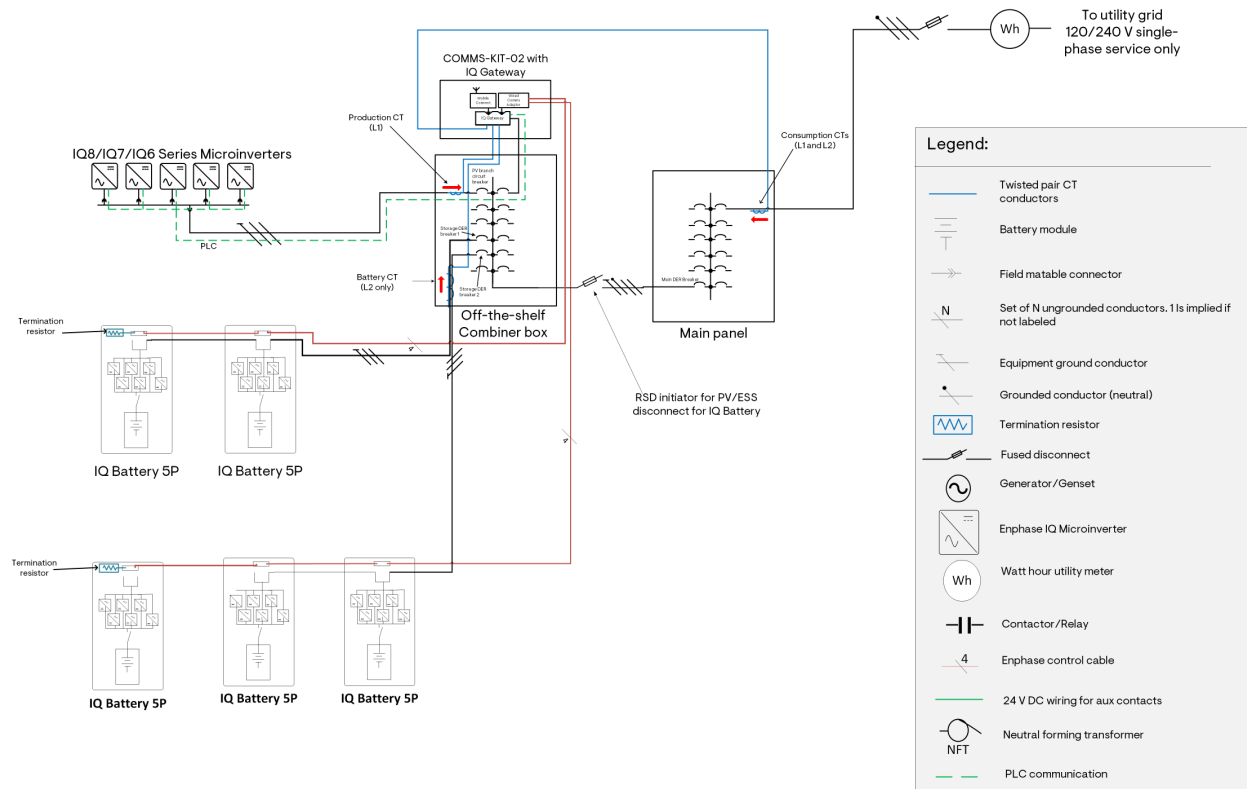 To utility grid
120/240 V single-
phase service only
Wh
COMMS-KIT-02 with
IQ Gateway
Mobile
Connect
Wired
Comms
Adaptor
IQ Gateway
Production CT
(L1)
Consumption CTs
(L1 and L2)
IQ8/IQ7/IQ6 Series Microinverters
PV branch
circuit
breaker
PLC
Storage DER
breaker 1
Battery CT
(L2 only)
Storage DER
breaker 2
Main DER Breaker
Off-the-shelf
Combiner box
Main panel
Termination
resistor
4
RSD initiator for PV/ESS
disconnect for IQ Battery
4
IQ Battery 5P
IQ Battery 5P
Termination
resistor
IQ Battery 5P
IQ Battery 5P
IQ Battery 5P
Legend:
Twisted pair CT
conductors
Battery module
Field matable connector
N
Set of N ungrounded conductors. 1 Is implied if
not labeled
Equipment ground conductor
Grounded conductor (neutral)
Termination resistor
Fused disconnect
Generator/Genset
Enphase IQ Microinverter
Wh
Watt hour utility meter
Contactor/Relay
4
Enphase control cable
24 V DC wiring for aux contacts
NFT
Neutral forming transformer
PLC communication